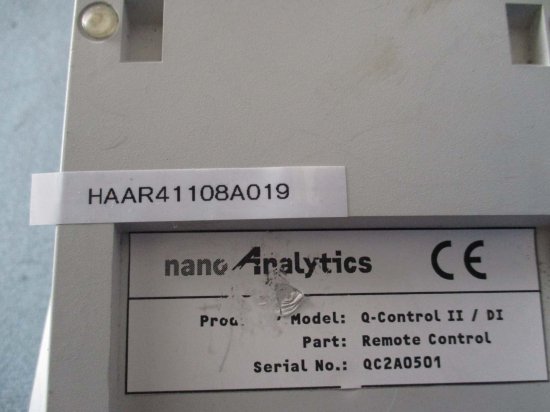 HAAR41108A019
nanoAnalytics CE
Model: Q-Control II / DI
Part: Remote Control
Serial No.: QC2A0501